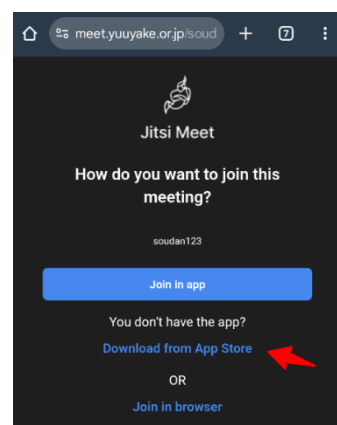 meet.yuuyake.or.jp/soud
7
Jitsi Meet
How do you want to join this
meeting?
soudan123
Join in app
You don't have the app?
Download from App Store
OR
Join in browser